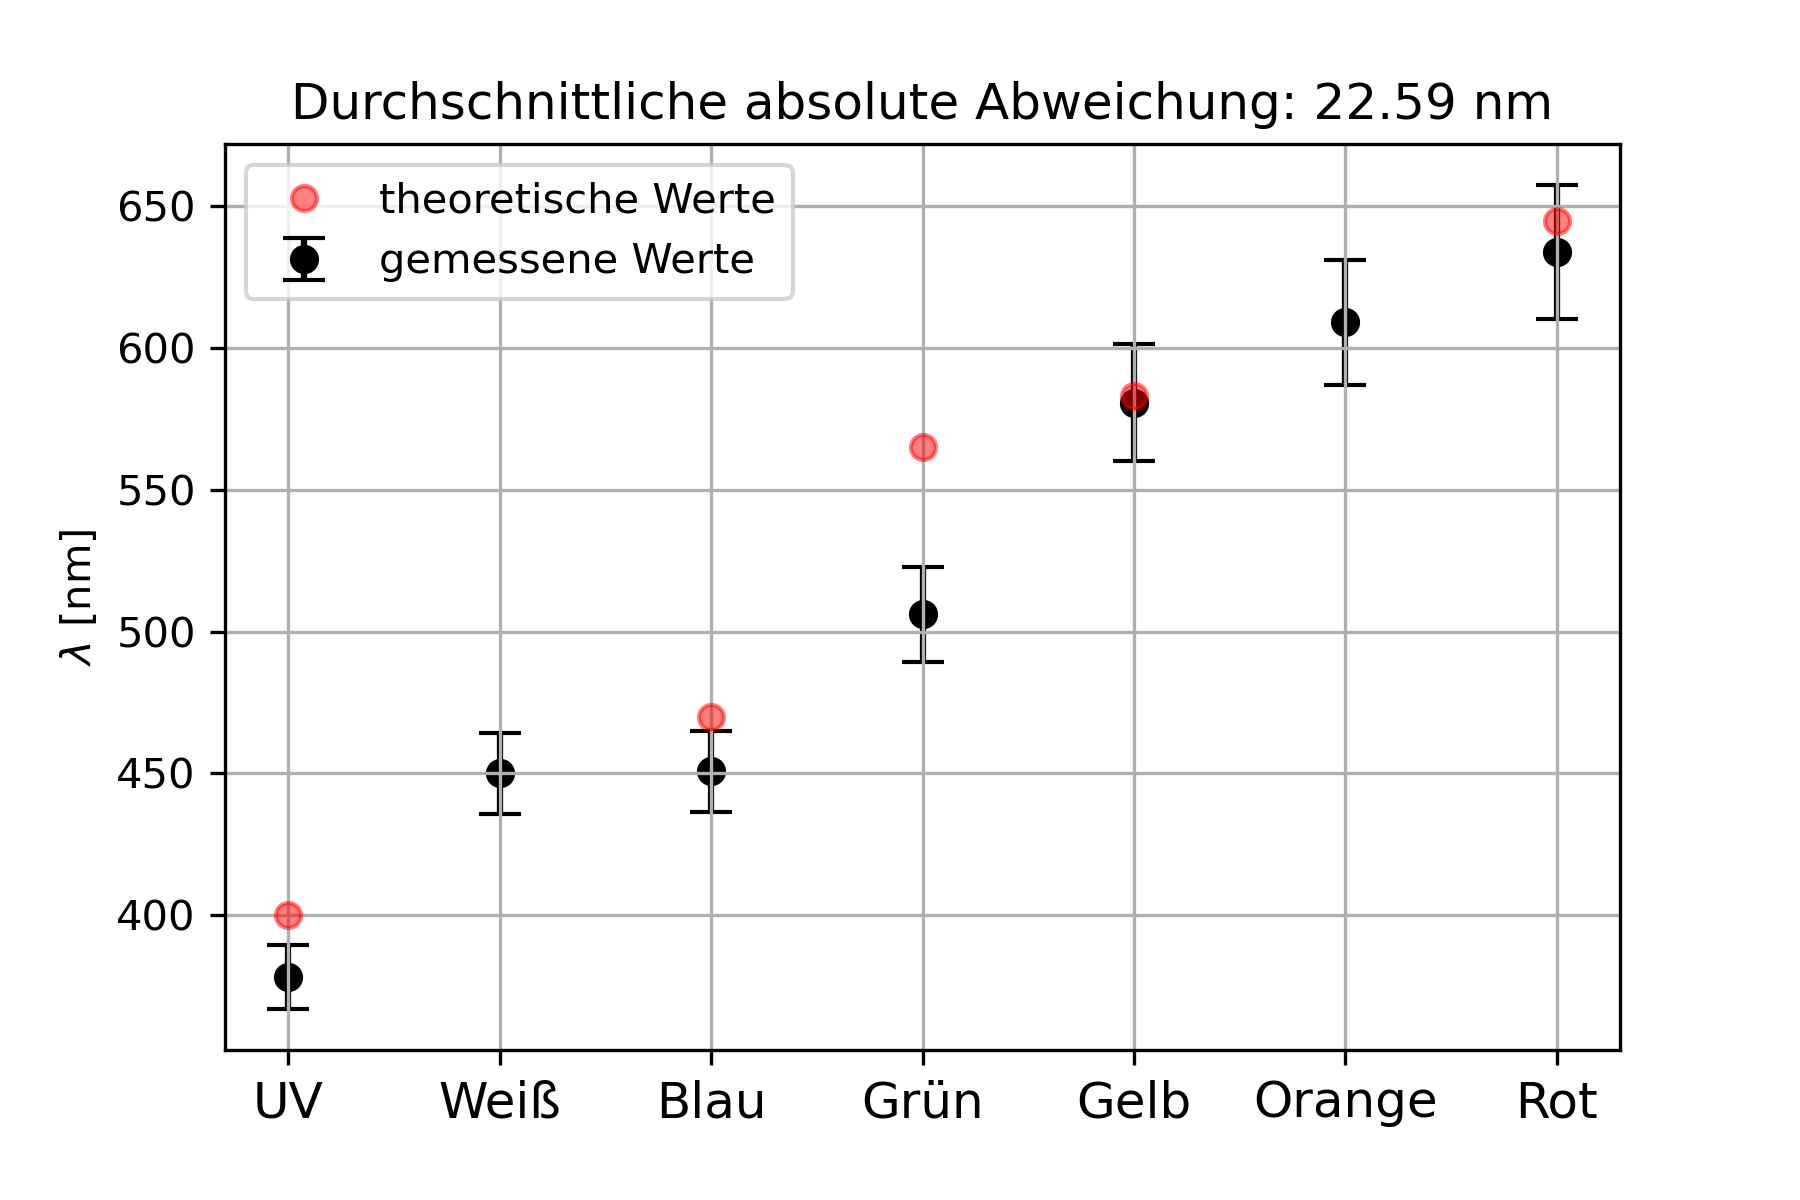 Durchschnittliche absolute Abweichung: 22.59 nm
theoretische Werte
gemessene Werte
λ [nm]
650
600
550
500
450
400
UV Weiß Blau Grün Gelb Orange Rot